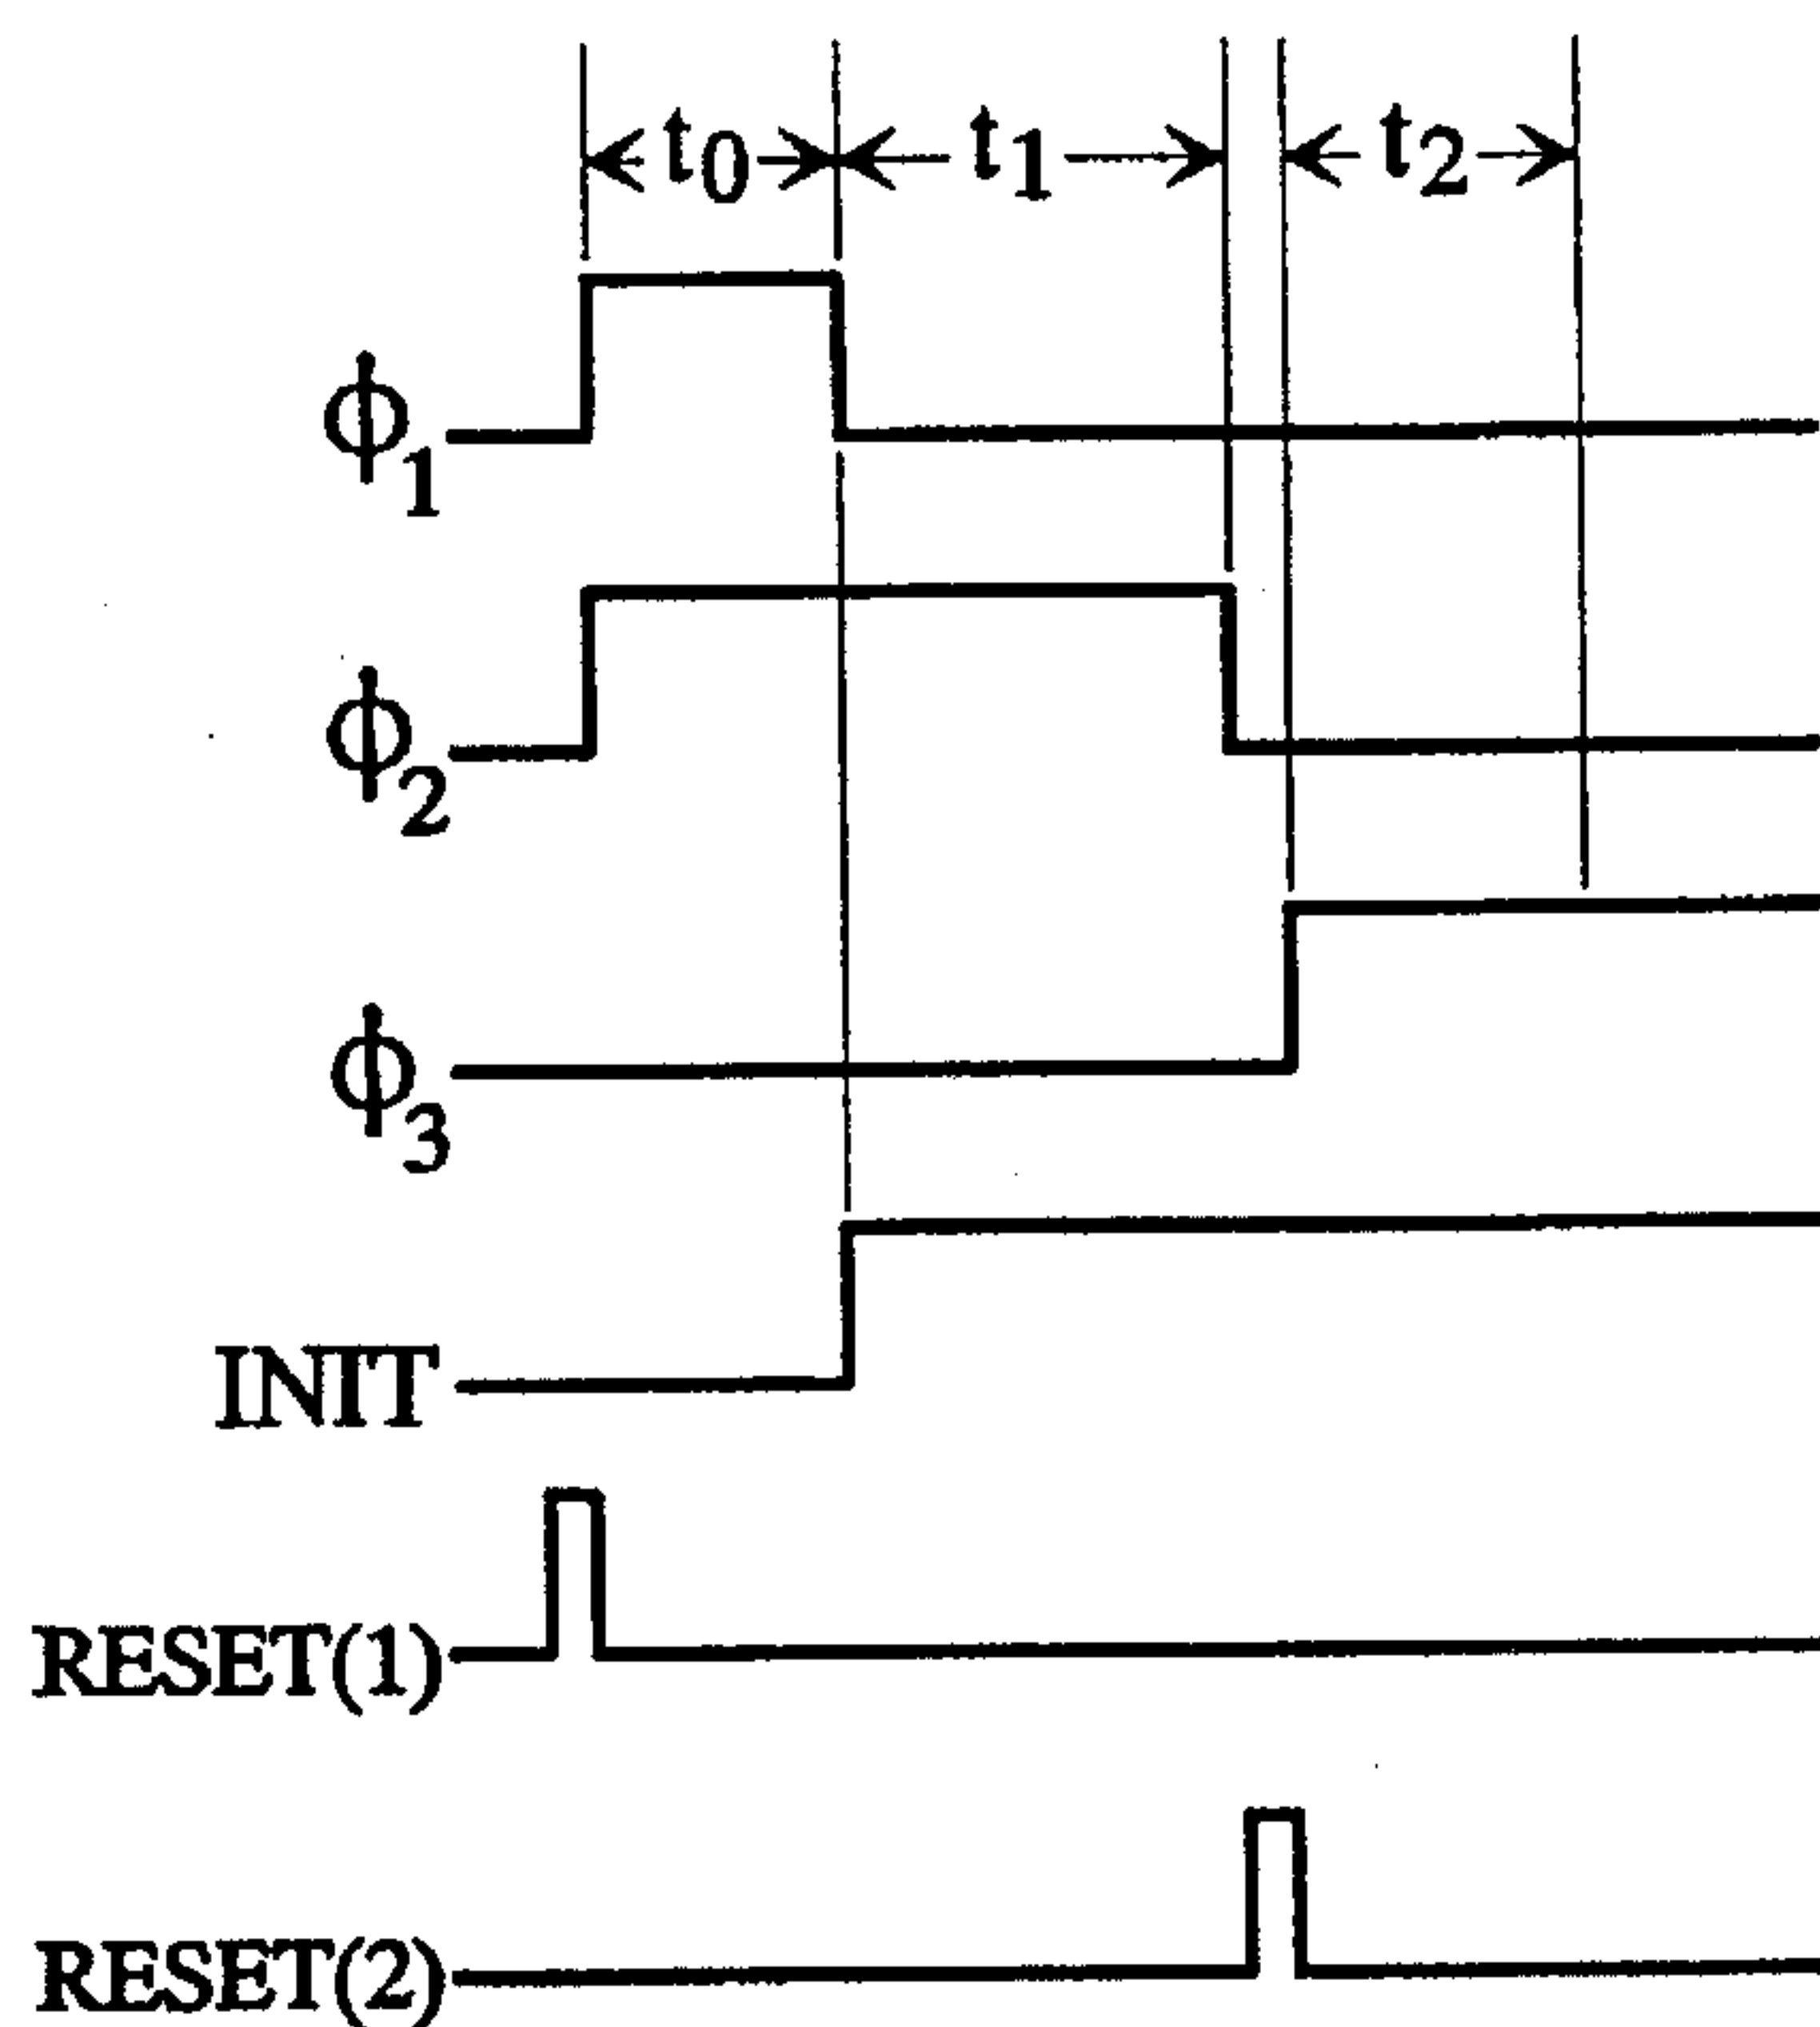 t0 t1 t2
ϕ1
ϕ2
ϕ3
INIT
RESET(1)
RESET(2)